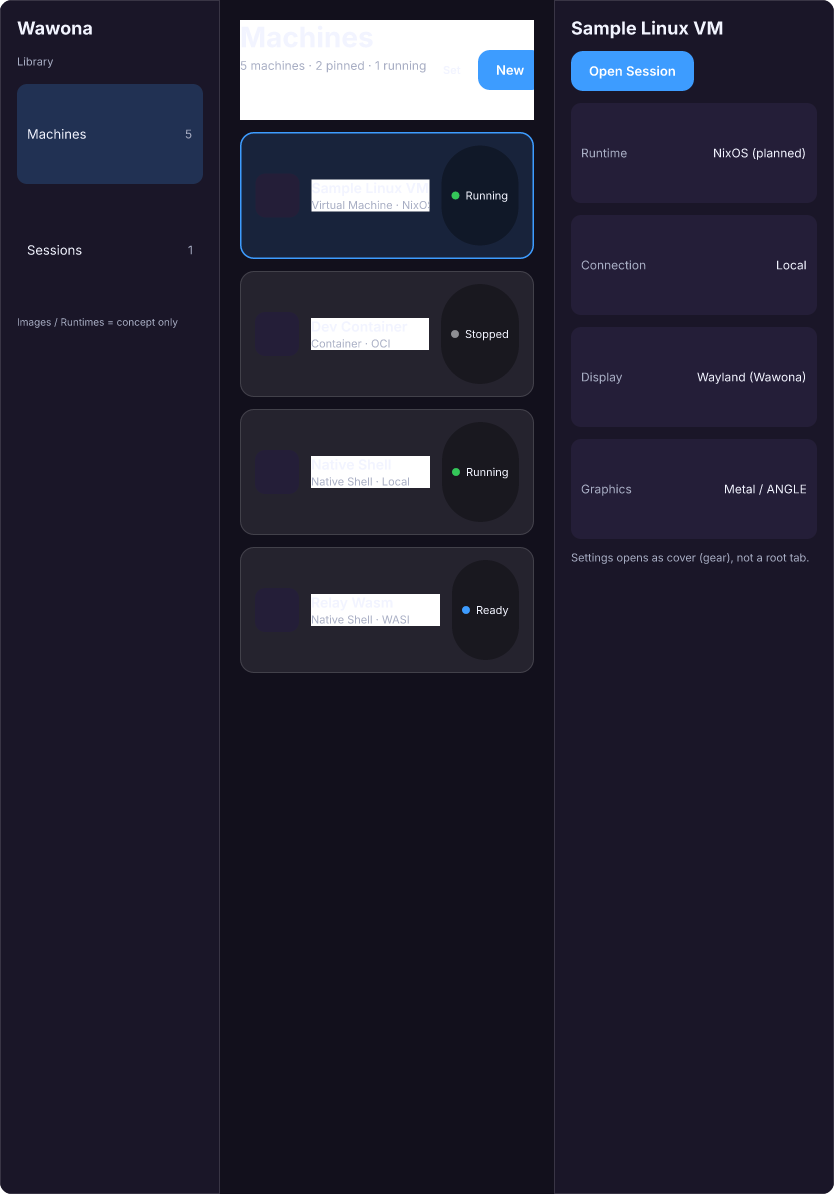 Wawona
Library
Machines 5
Sessions 1
Images / Runtimes = concept only
Machines
5 machines · 2 pinned · 1 running
Set
New
Sample Linux VM
Virtual Machine · NixOS
Running
Dev Container
Container · OCI
Stopped
Native Shell
Native Shell · Local
Running
Relay Wasm
Native Shell · WASI
Ready
Sample Linux VM
Open Session
Runtime NixOS (planned)
Connection Local
Display Wayland (Wawona)
Graphics Metal / ANGLE
Settings opens as cover (gear), not a root tab.